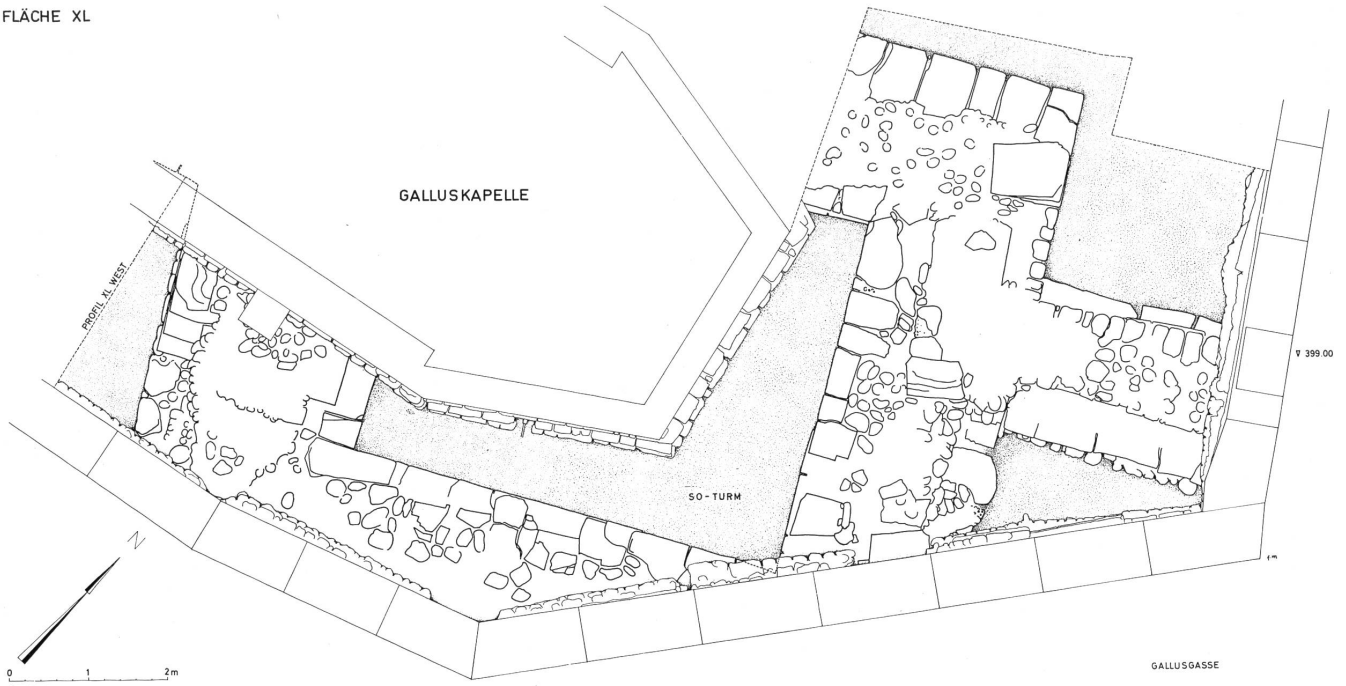 FLÄCHE XL
GALLUSKAPELLE
PROFIL XL WEST
∇ 399.00
SO-TURM
N
0 1 2m
GALLUSGASSE